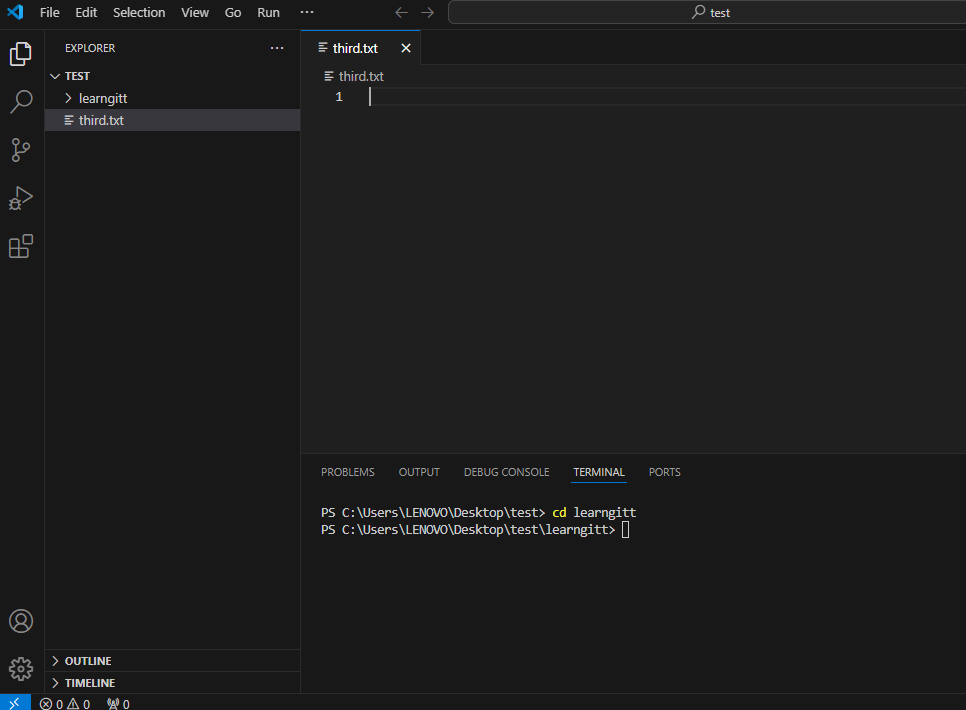 File Edit Selection View Go Run ···
test
EXPLORER ···
TEST
learngitt
third.txt
third.txt
third.txt
1
PROBLEMS OUTPUT DEBUG CONSOLE TERMINAL PORTS
PS C:\Users\LENOVO\Desktop\test> cd learngitt
PS C:\Users\LENOVO\Desktop\test\learngitt>
OUTLINE
TIMELINE
0 0 0